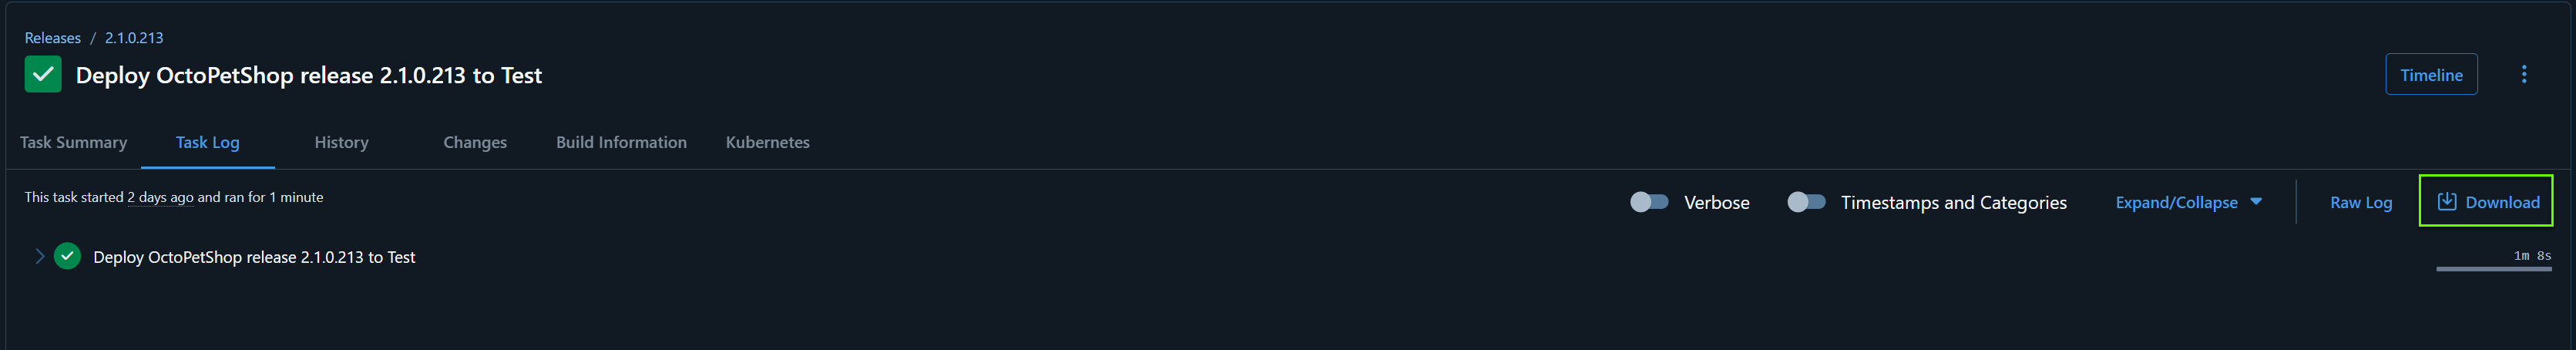 Releases / 2.1.0.213
Deploy OctoPetShop release 2.1.0.213 to Test
Timeline
Task Summary Task Log History Changes Build Information Kubernetes
This task started 2 days ago and ran for 1 minute
Verbose Timestamps and Categories Expand/Collapse Raw Log Download
Deploy OctoPetShop release 2.1.0.213 to Test 1m 8s